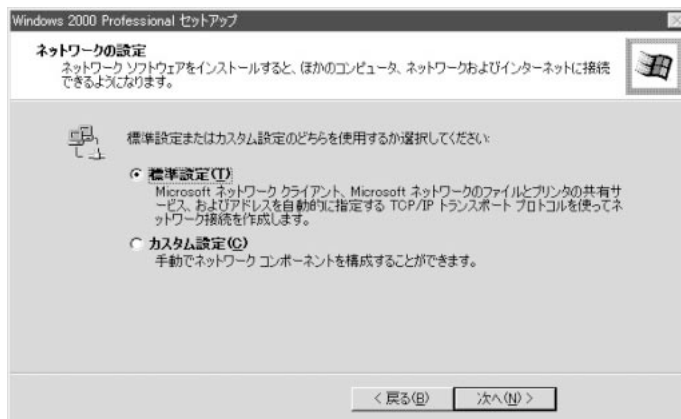 Windows 2000 Professional セットアップ
ネットワークの設定
ネットワーク ソフトウェアをインストールすると、ほかのコンピュータ、ネットワークおよびインターネットに接続
できるようになります。
標準設定またはカスタム設定のどちらを使用するか選択してください:
標準設定(T)
Microsoft ネットワーク クライアント、Microsoft ネットワークのファイルとプリンタの共有サ
ービス、およびアドレスを自動的に指定する TCP/IP トランスポート プロトコルを使ってネ
ットワーク接続を作成します。
カスタム設定(C)
手動でネットワーク コンポーネントを構成することができます。
< 戻る(B)
次へ(N) >